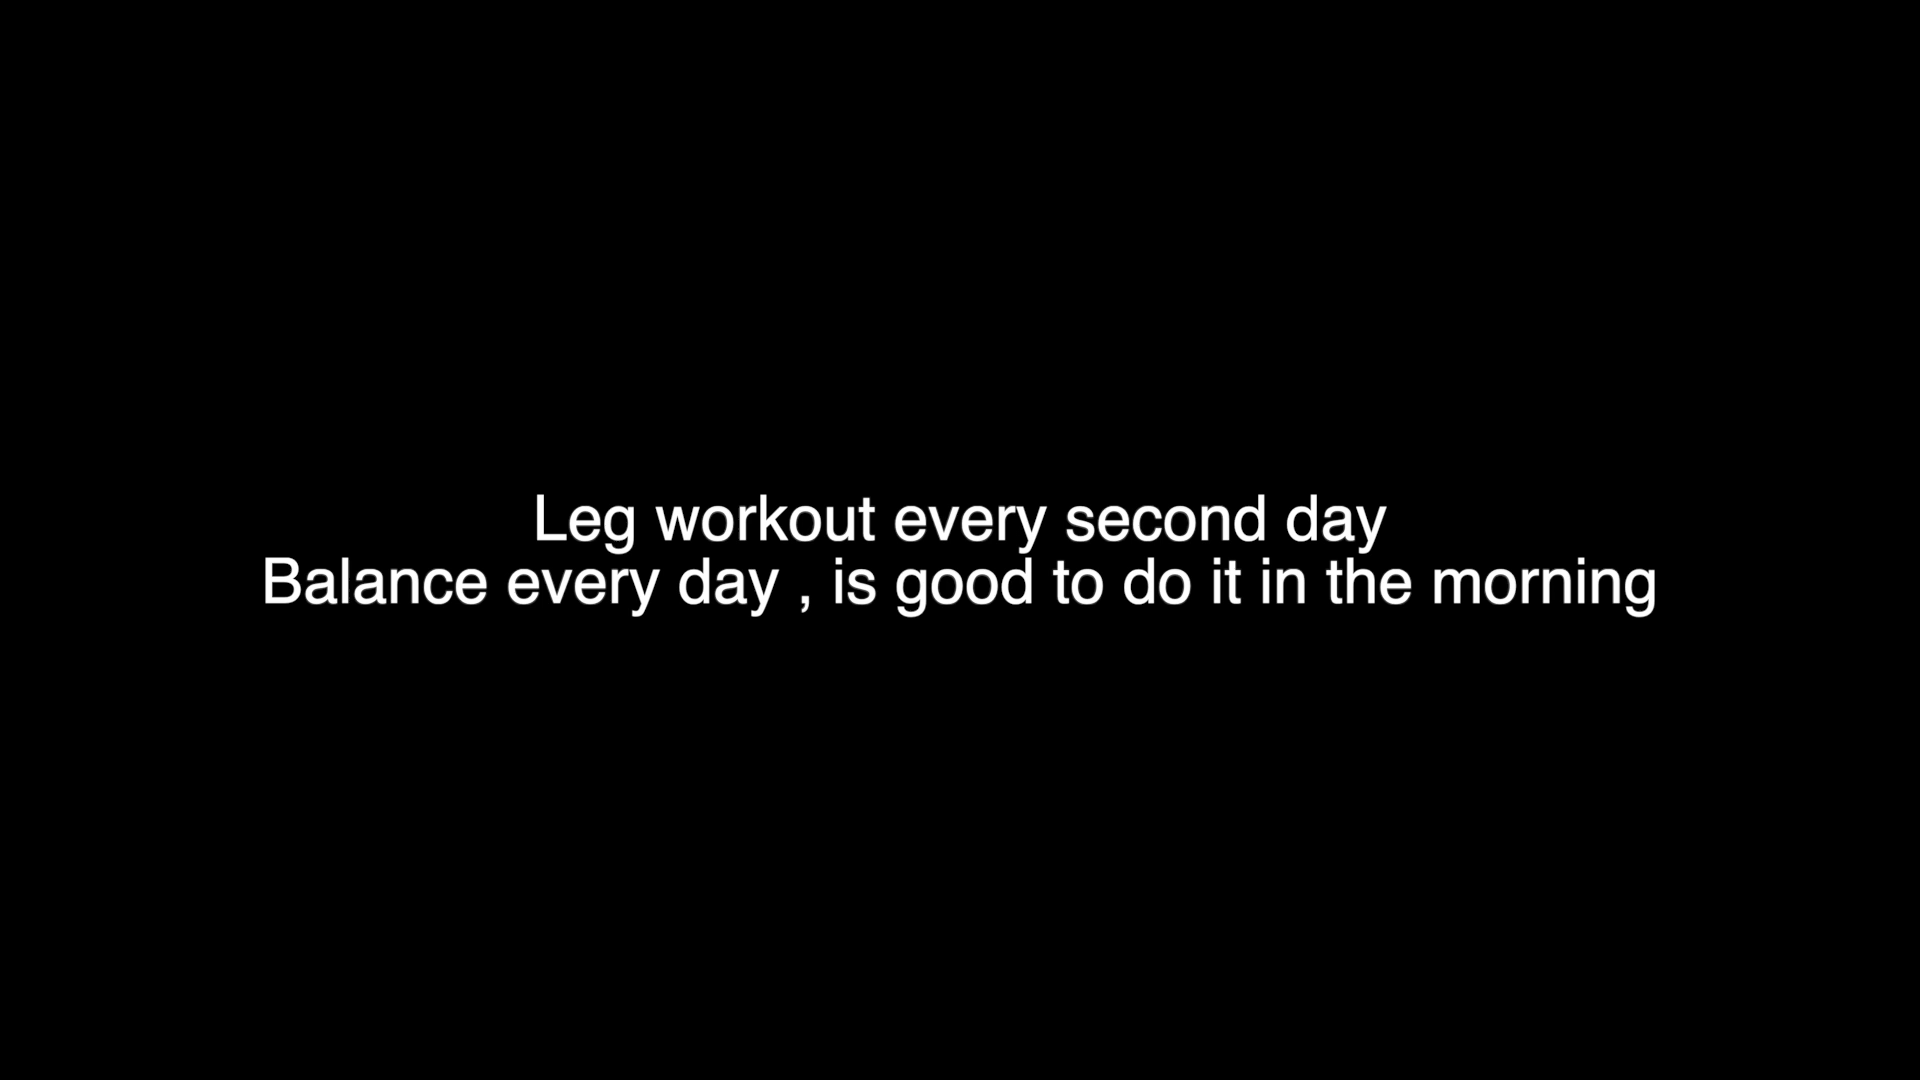 Leg workout every second day
Balance every day , is good to do it in the morning